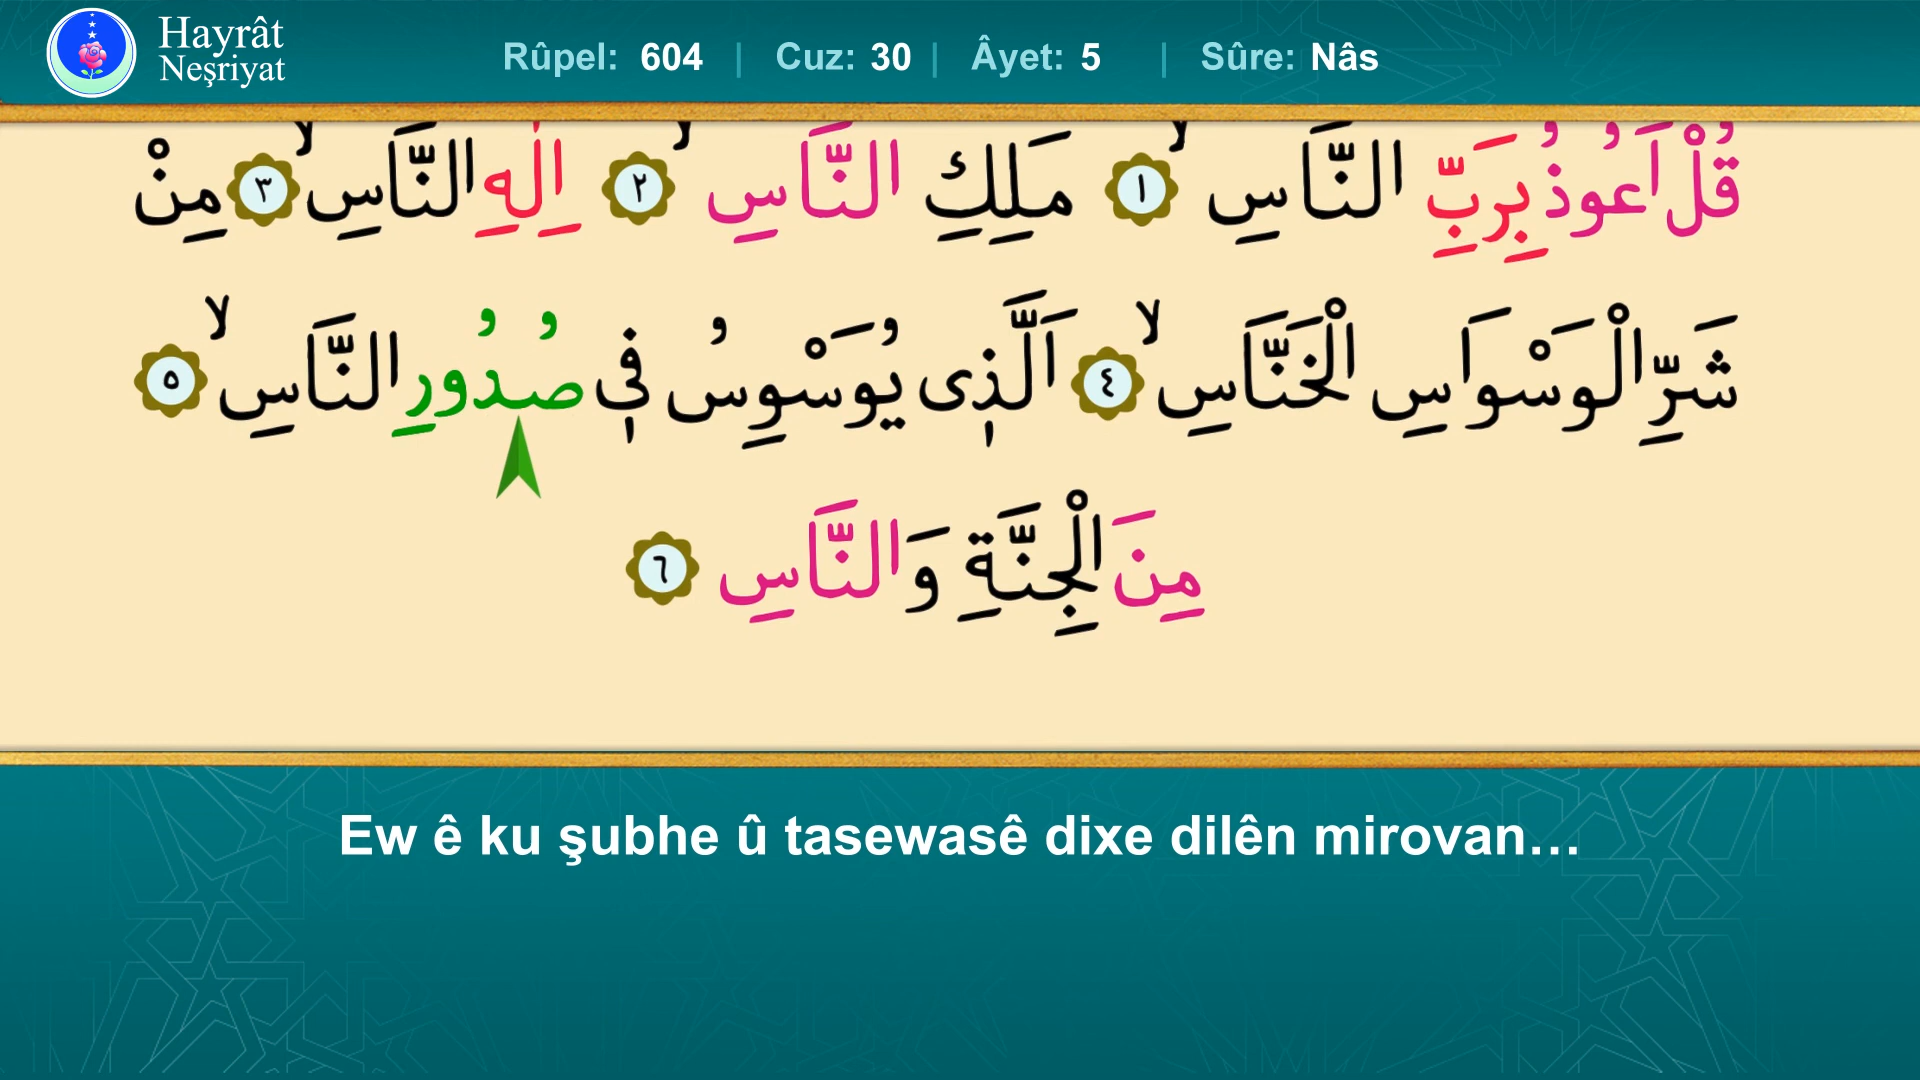 Hayrât
Neşriyat
Rûpel: 604 | Cuz: 30 | Âyet: 5 | Sûre: Nâs
قُلْ اَعُوذُ بِرَبِّ النَّاسِۙ ١ مَلِكِ النَّاسِۙ ٢ اِلٰهِ النَّاسِۙ ٣ مِنْ
شَرِّ الْوَسْوَاسِ الْخَنَّاسِۙ ٤ اَلَّذٖى يُوَسْوِسُ فٖى صُدُورِ النَّاسِۙ ٥
مِنَ الْجِنَّةِ وَالنَّاسِ ٦
Ew ê ku şubhe û tasewasê dixe dilên mirovan…